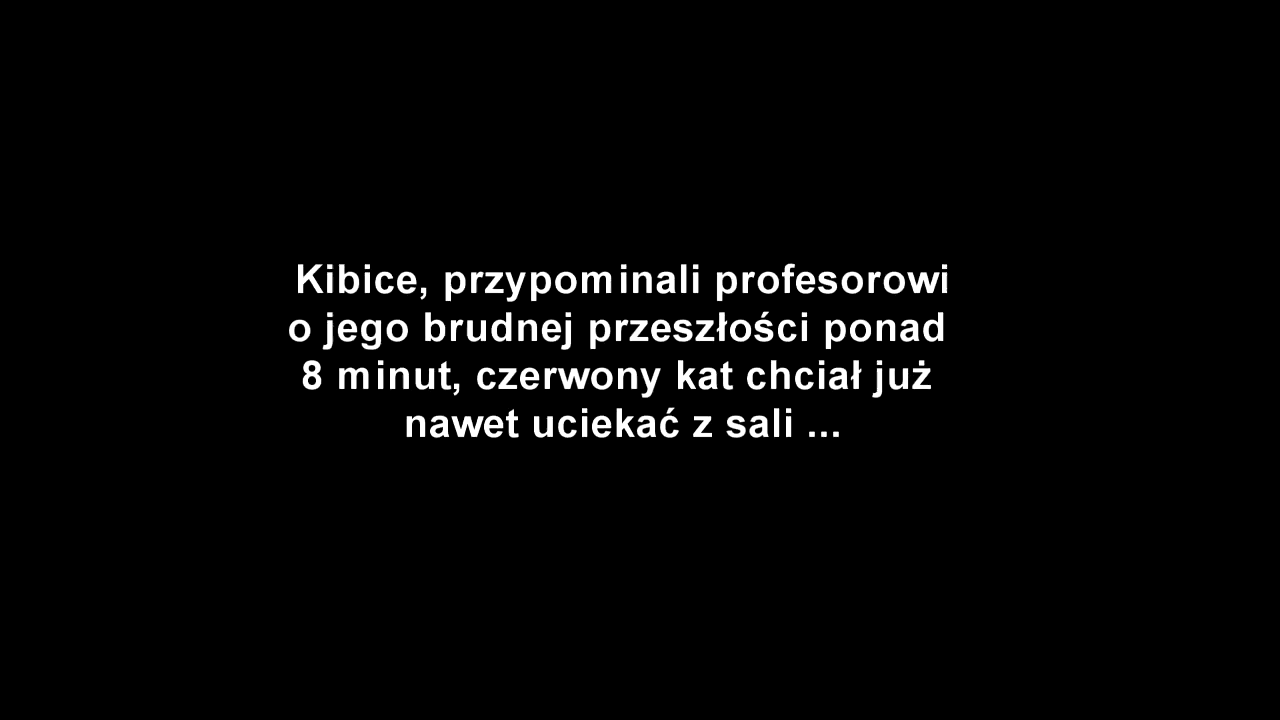 Kibice, przypominali profesorowi
o jego brudnej przeszłości ponad
8 minut, czerwony kat chciał już
nawet uciekać z sali ...